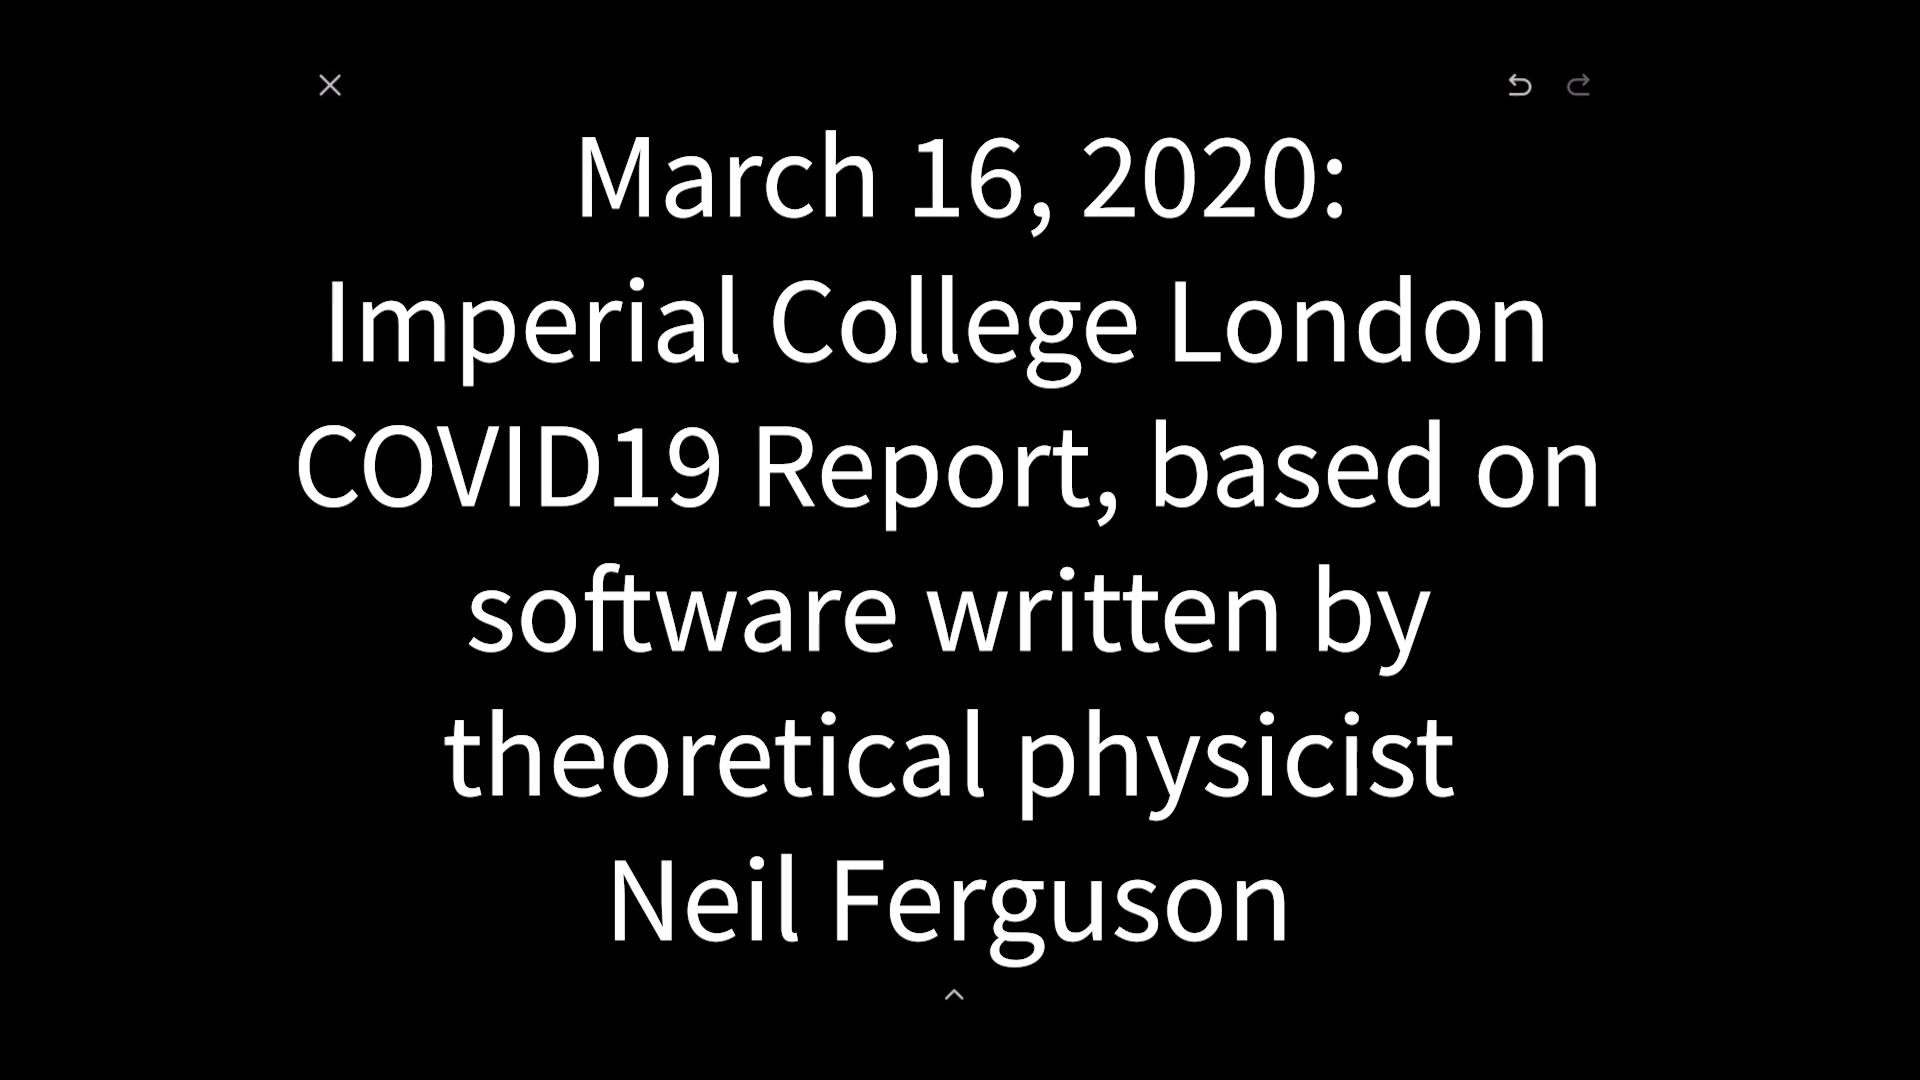 March 16, 2020:
Imperial College London
COVID19 Report, based on
software written by
theoretical physicist
Neil Ferguson